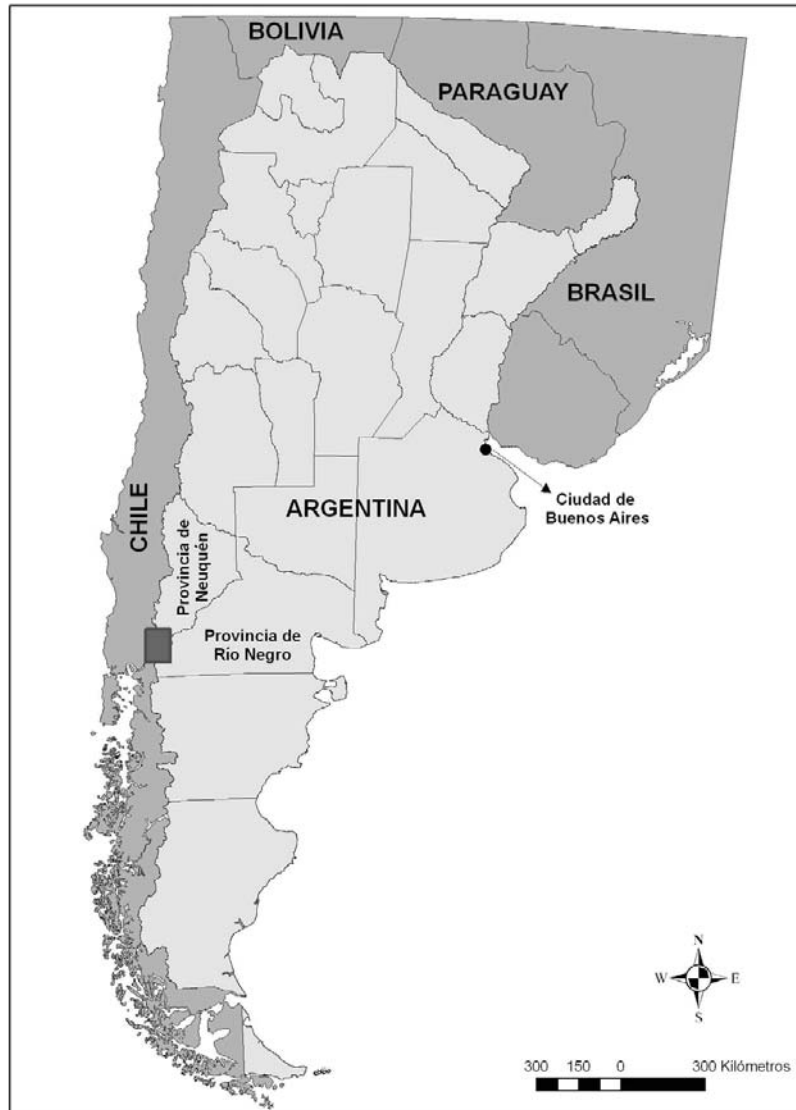 BOLIVIA
PARAGUAY
BRASIL
CHILE
ARGENTINA
Ciudad de
Buenos Aires
Provincia de
Neuquén
Provincia de
Río Negro
N
W E
S
300 150 0 300 Kilómetros